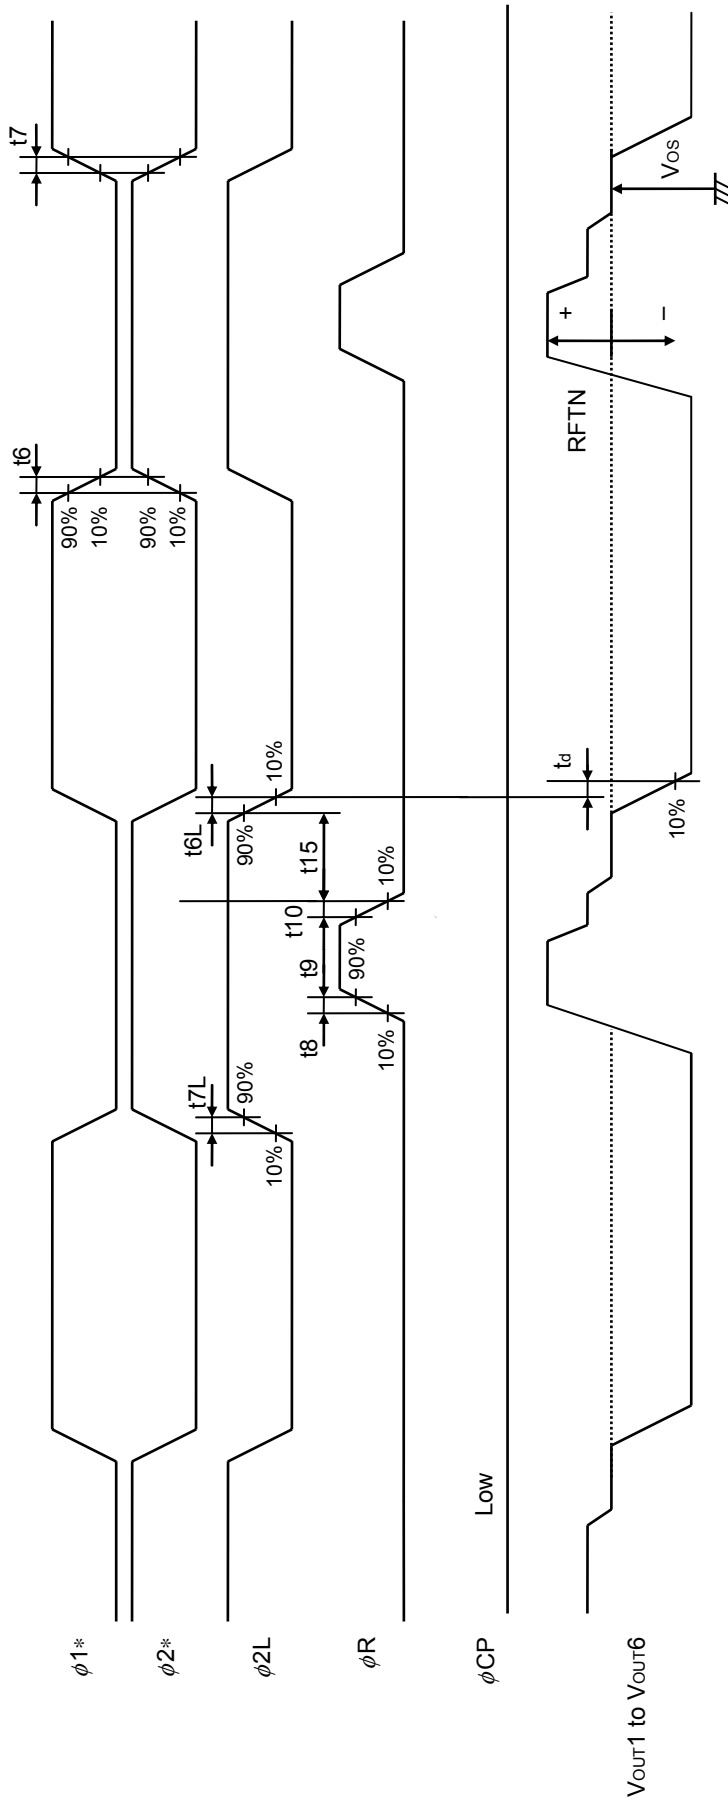 t7
t6
90%
10%
90%
10%
ϕ1*
ϕ2*
t6L
90%
10%
t7L
90%
10%
ϕ2L
t15
t10
t9
t8
10%
90%
10%
ϕR
Low
ϕCP
RFTN
+
−
VOS
td
10%
VOUT1 to VOUT6